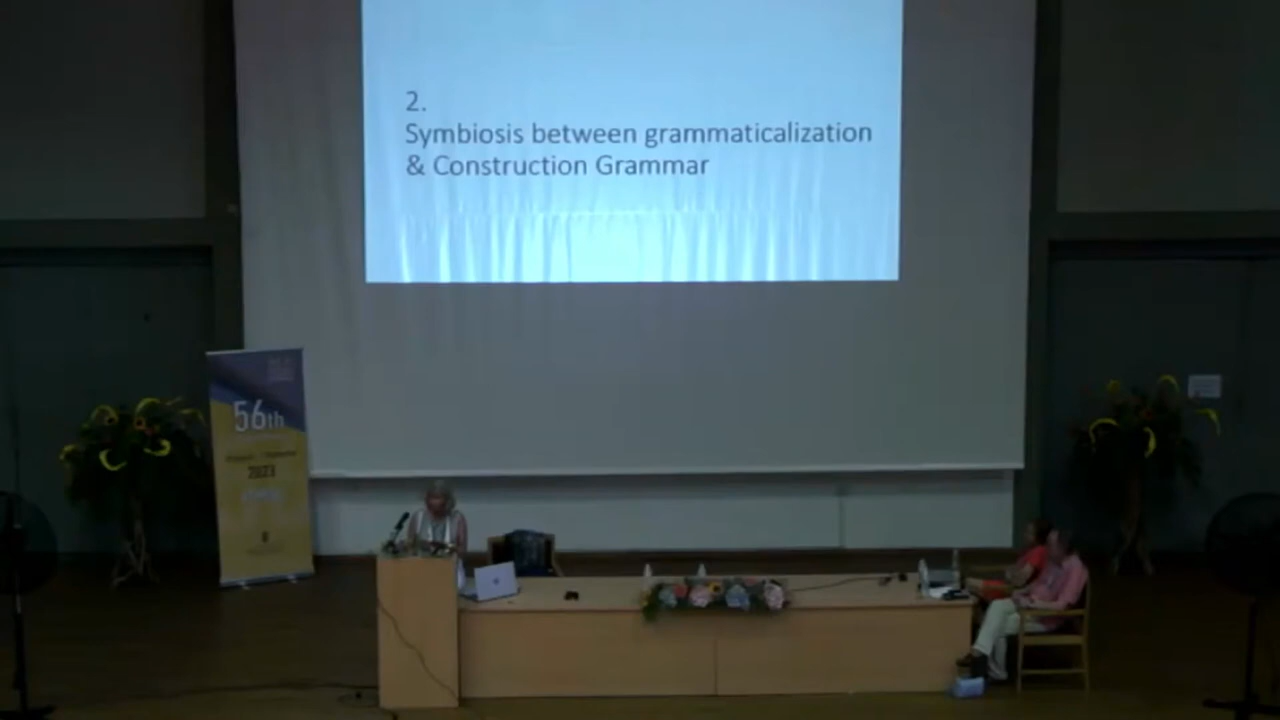 2.
Symbiosis between grammaticalization
& Construction Grammar
56th
2023